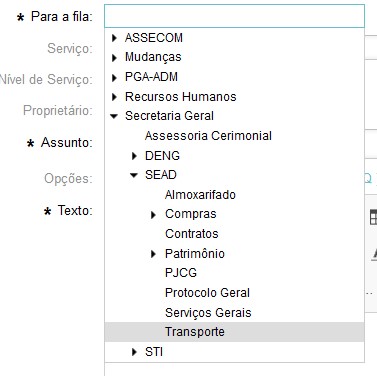 ★ Para a fila:
ASSECOM
Mudanças
Serviço:
PGA-ADM
Nível de Serviço:
Recursos Humanos
Proprietário:
Secretaria Geral
★ Assunto:
Assessoria Cerimonial
DENG
Opções:
SEAD
Almoxarifado
★ Texto:
Compras
Contratos
Patrimônio
PJCG
Protocolo Geral
Serviços Gerais
Transporte
STI